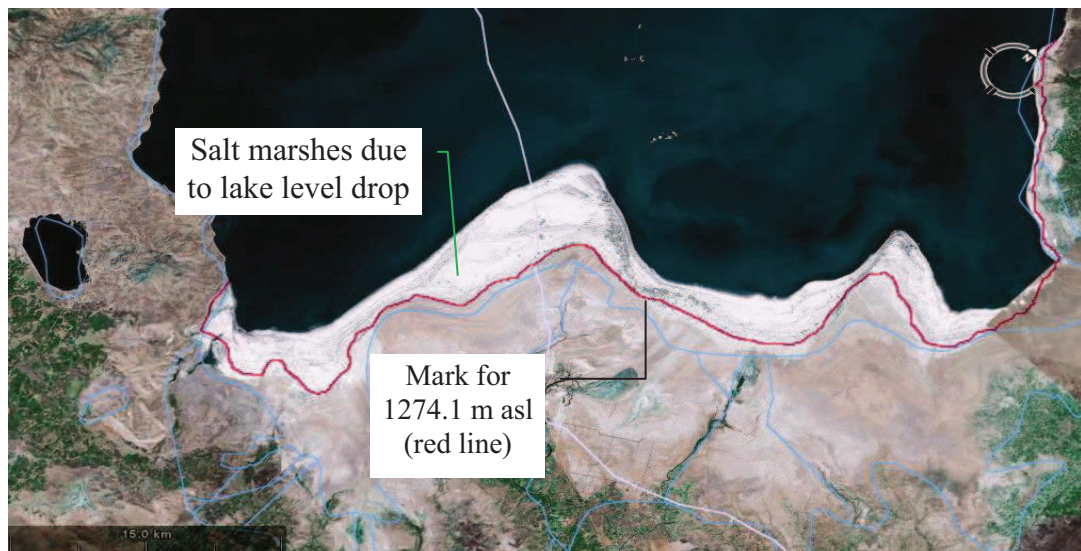 N
Salt marshes due
to lake level drop
Mark for
1274.1 m asl
(red line)
15.0 km